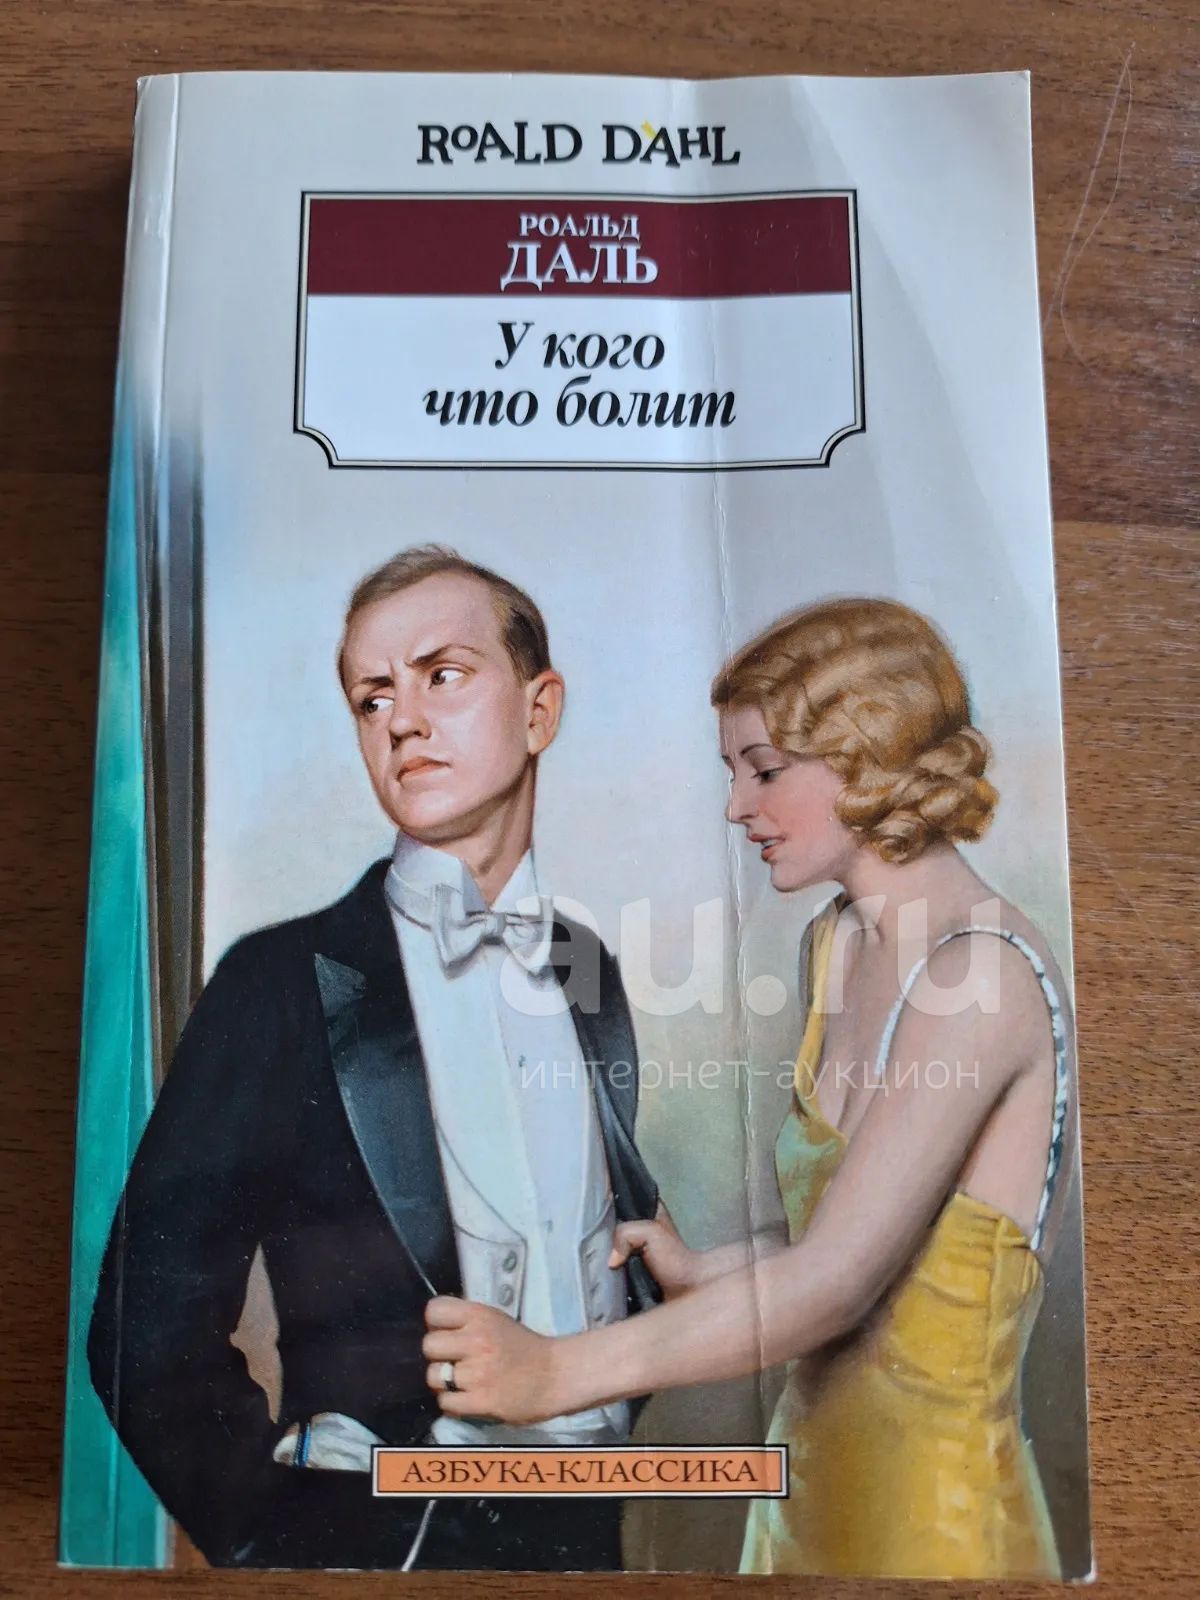 ROALD DAHL
РОАЛЬД
ДАЛЬ
У кого
что болит
au.ru
интернет-аукцион
АЗБУКА-КЛАССИКА